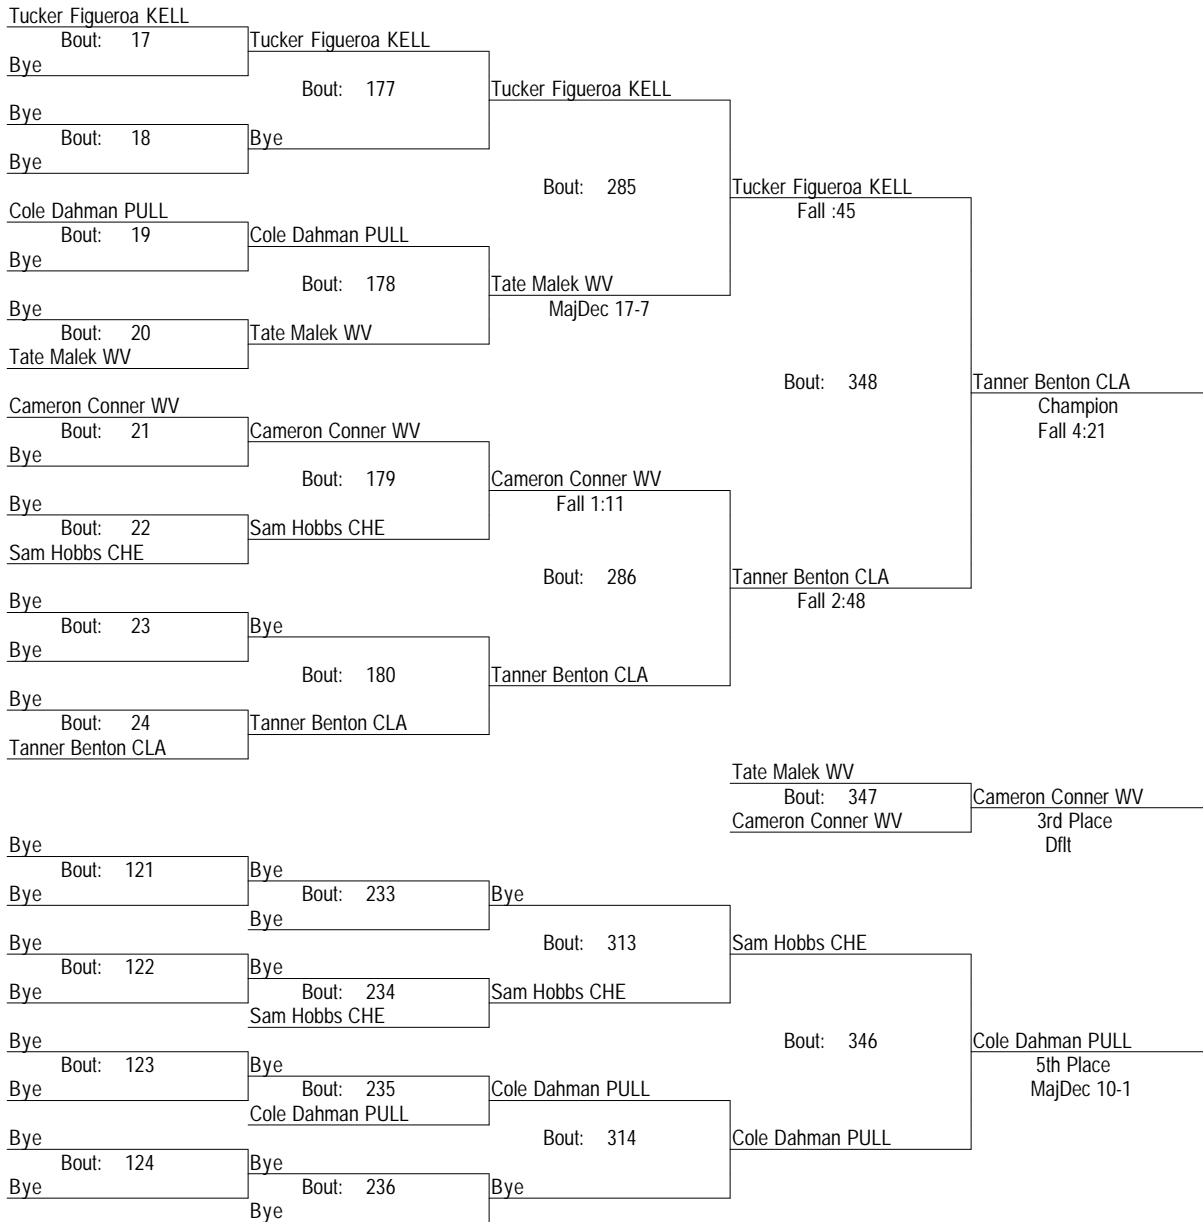 Tucker Figueroa KELL
Bout: 17
Tucker Figueroa KELL
Bye
Bout: 177
Tucker Figueroa KELL
Bye
Bout: 18
Bye
Bye
Bout: 285
Tucker Figueroa KELL
Fall :45
Cole Dahman PULL
Bout: 19
Cole Dahman PULL
Bye
Bout: 178
Tate Malek WV
MajDec 17-7
Bye
Bout: 20
Tate Malek WV
Tate Malek WV
Bout: 348
Tanner Benton CLA
Champion
Fall 4:21
Cameron Conner WV
Bout: 21
Cameron Conner WV
Bye
Bout: 179
Cameron Conner WV
Fall 1:11
Bye
Bout: 22
Sam Hobbs CHE
Sam Hobbs CHE
Bout: 286
Tanner Benton CLA
Fall 2:48
Bye
Bout: 23
Bye
Bye
Bout: 180
Tanner Benton CLA
Bye
Bout: 24
Tanner Benton CLA
Tanner Benton CLA
Tate Malek WV
Bout: 347
Cameron Conner WV
Cameron Conner WV
3rd Place
Dflt
Bye
Bout: 121
Bye
Bye
Bout: 233
Bye
Bye
Bye
Bout: 313
Sam Hobbs CHE
Bout: 122
Bye
Bye
Bout: 234
Sam Hobbs CHE
Sam Hobbs CHE
Bye
Bout: 346
Cole Dahman PULL
5th Place
MajDec 10-1
Bout: 123
Bye
Bye
Bout: 235
Cole Dahman PULL
Cole Dahman PULL
Bye
Bout: 314
Cole Dahman PULL
Bout: 124
Bye
Bye
Bout: 236
Bye
Bye